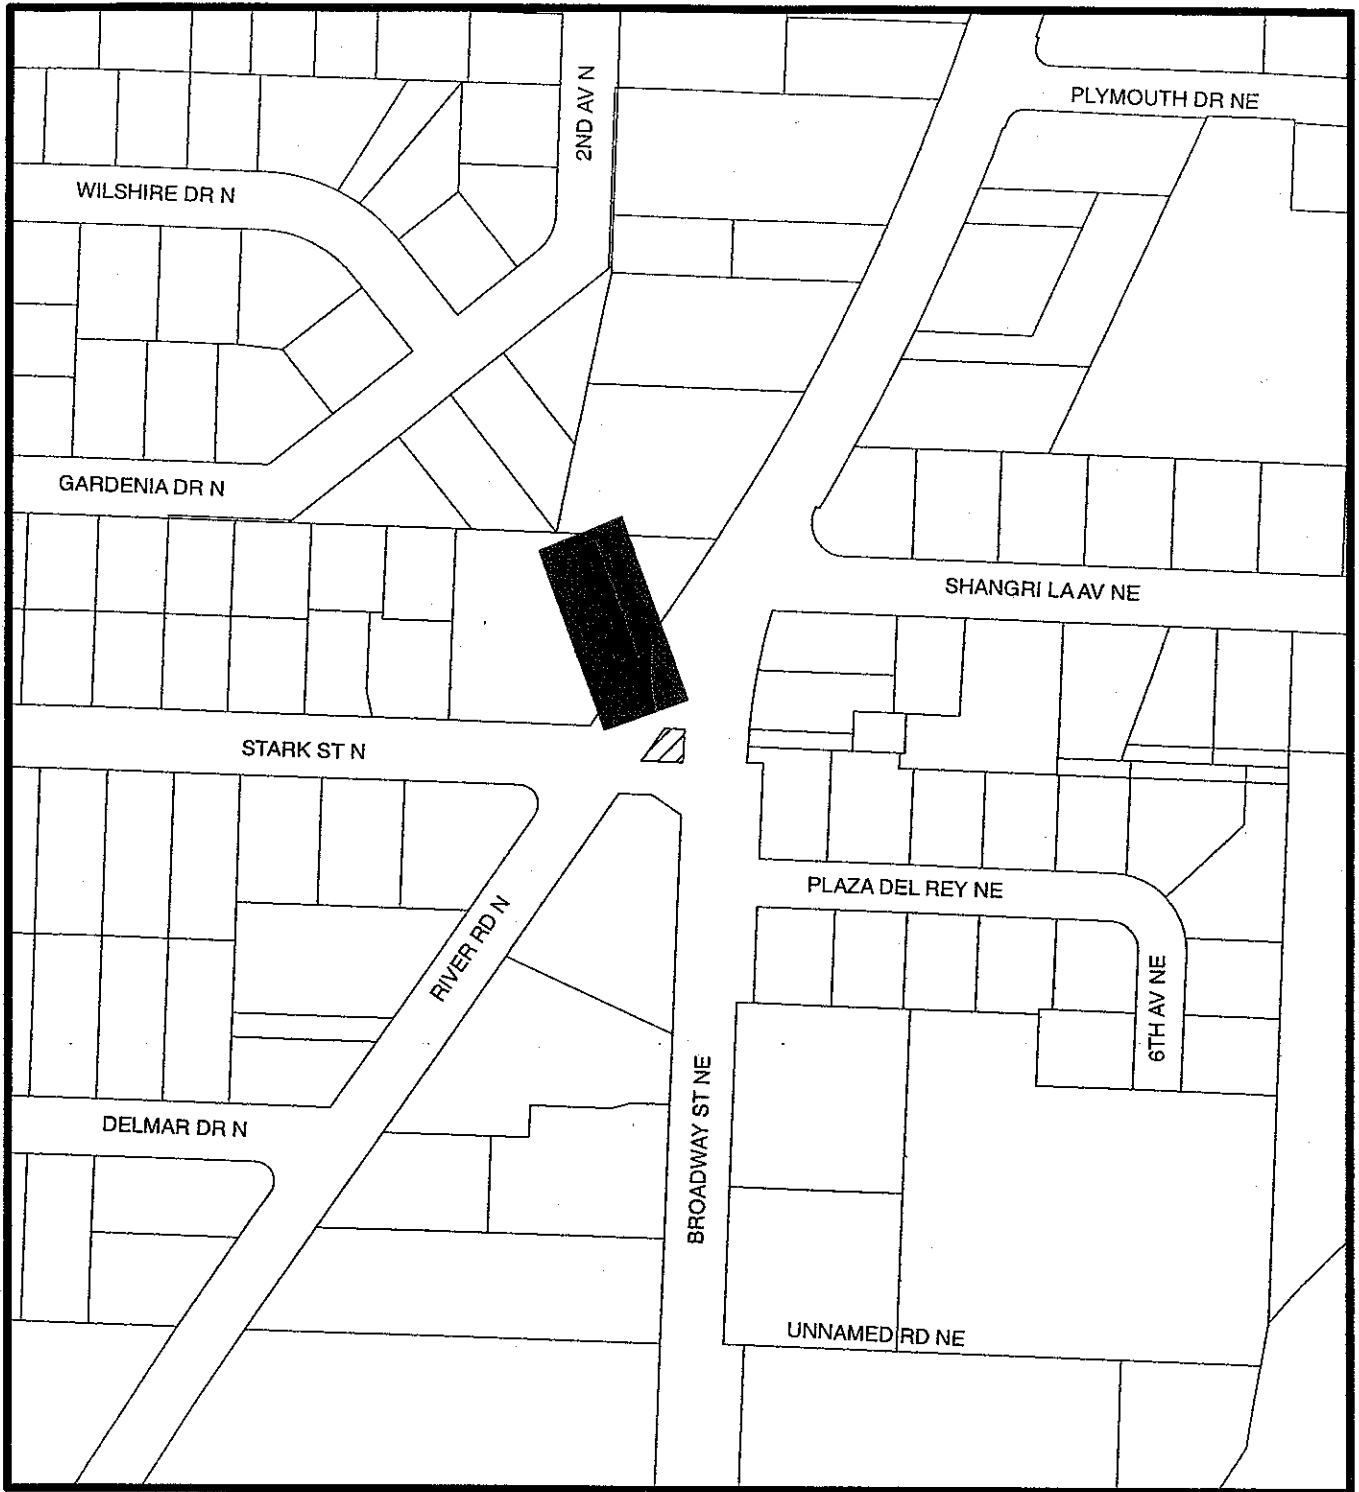 2ND AV N
PLYMOUTH DR NE
WILSHIRE DR N
GARDENIA DR N
SHANGRI LA AV NE
STARK ST N
PLAZA DEL REY NE
RIVER RD N
6TH AV NE
BROADWAY ST NE
DELMAR DR N
UNNAMED RD NE